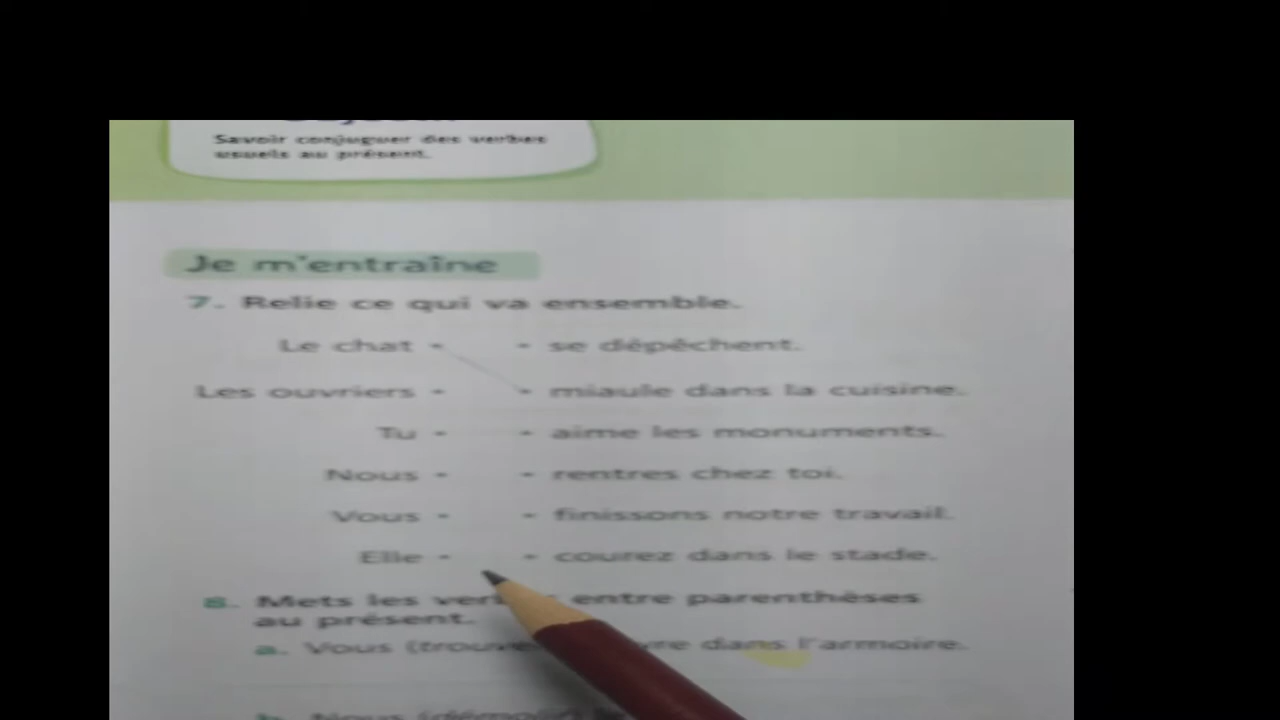 Savoir conjuguer des verbes
usuels au présent.
Je m'entraîne
7. Relie ce qui va ensemble.
Le chat - - se dépêchent.
Les ouvriers - - miaule dans la cuisine.
Tu - - aime les monuments.
Nous - - rentres chez toi.
Vous - - finissons notre travail.
Elle - - courez dans le stade.
8. Mets les entre parenthèses
au présent.
a. Vous dans l'armoire.
b. Nous